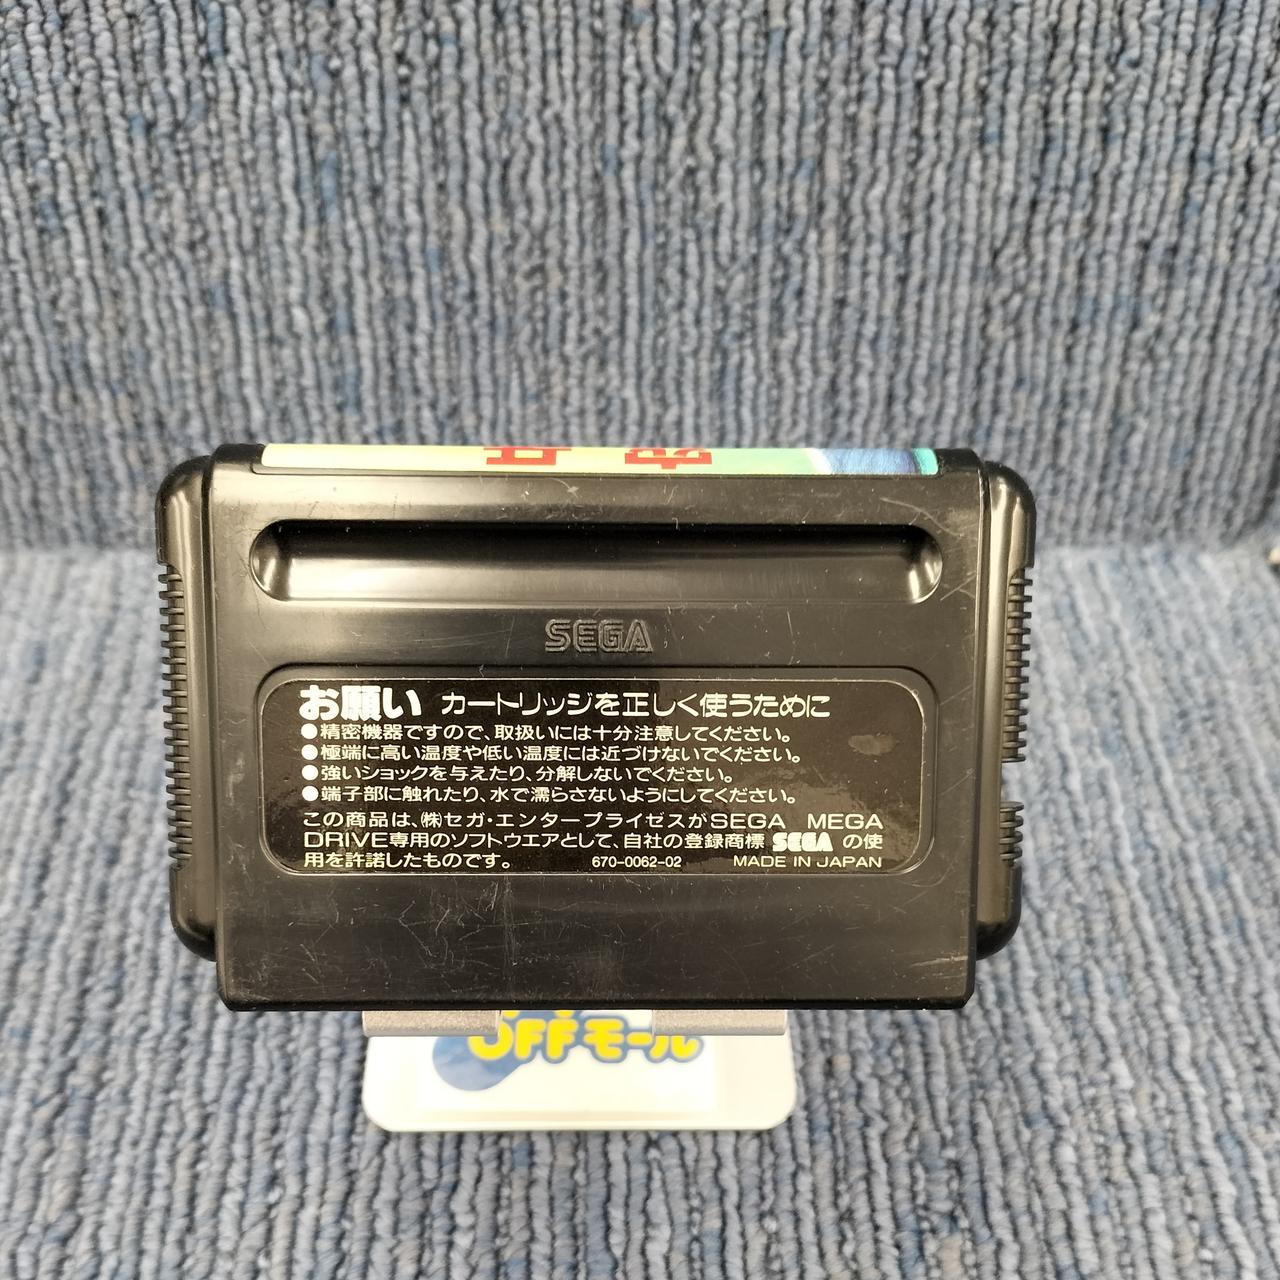 SEGA
お願い カートリッジを正しく使うために
●精密機器ですので、取扱いには十分注意してください。
●極端に高い温度や低い温度には近づけないでください。
●強いショックを与えたり、分解しないでください。
●端子部に触れたり、水で濡らさないようにしてください。
この商品は、㈱セガ・エンタープライゼスがSEGA MEGA
DRIVE専用のソフトウエアとして、自社の登録商標 SEGA の使
用を許諾したものです。 670-0062-02 MADE IN JAPAN
OFFモール